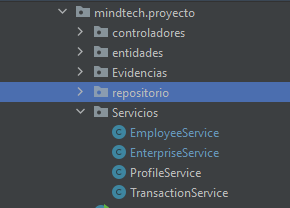 mindtech.proyecto
controladores
entidades
Evidencias
repositorio
Servicios
EmployeeService
EnterpriseService
ProfileService
TransactionService